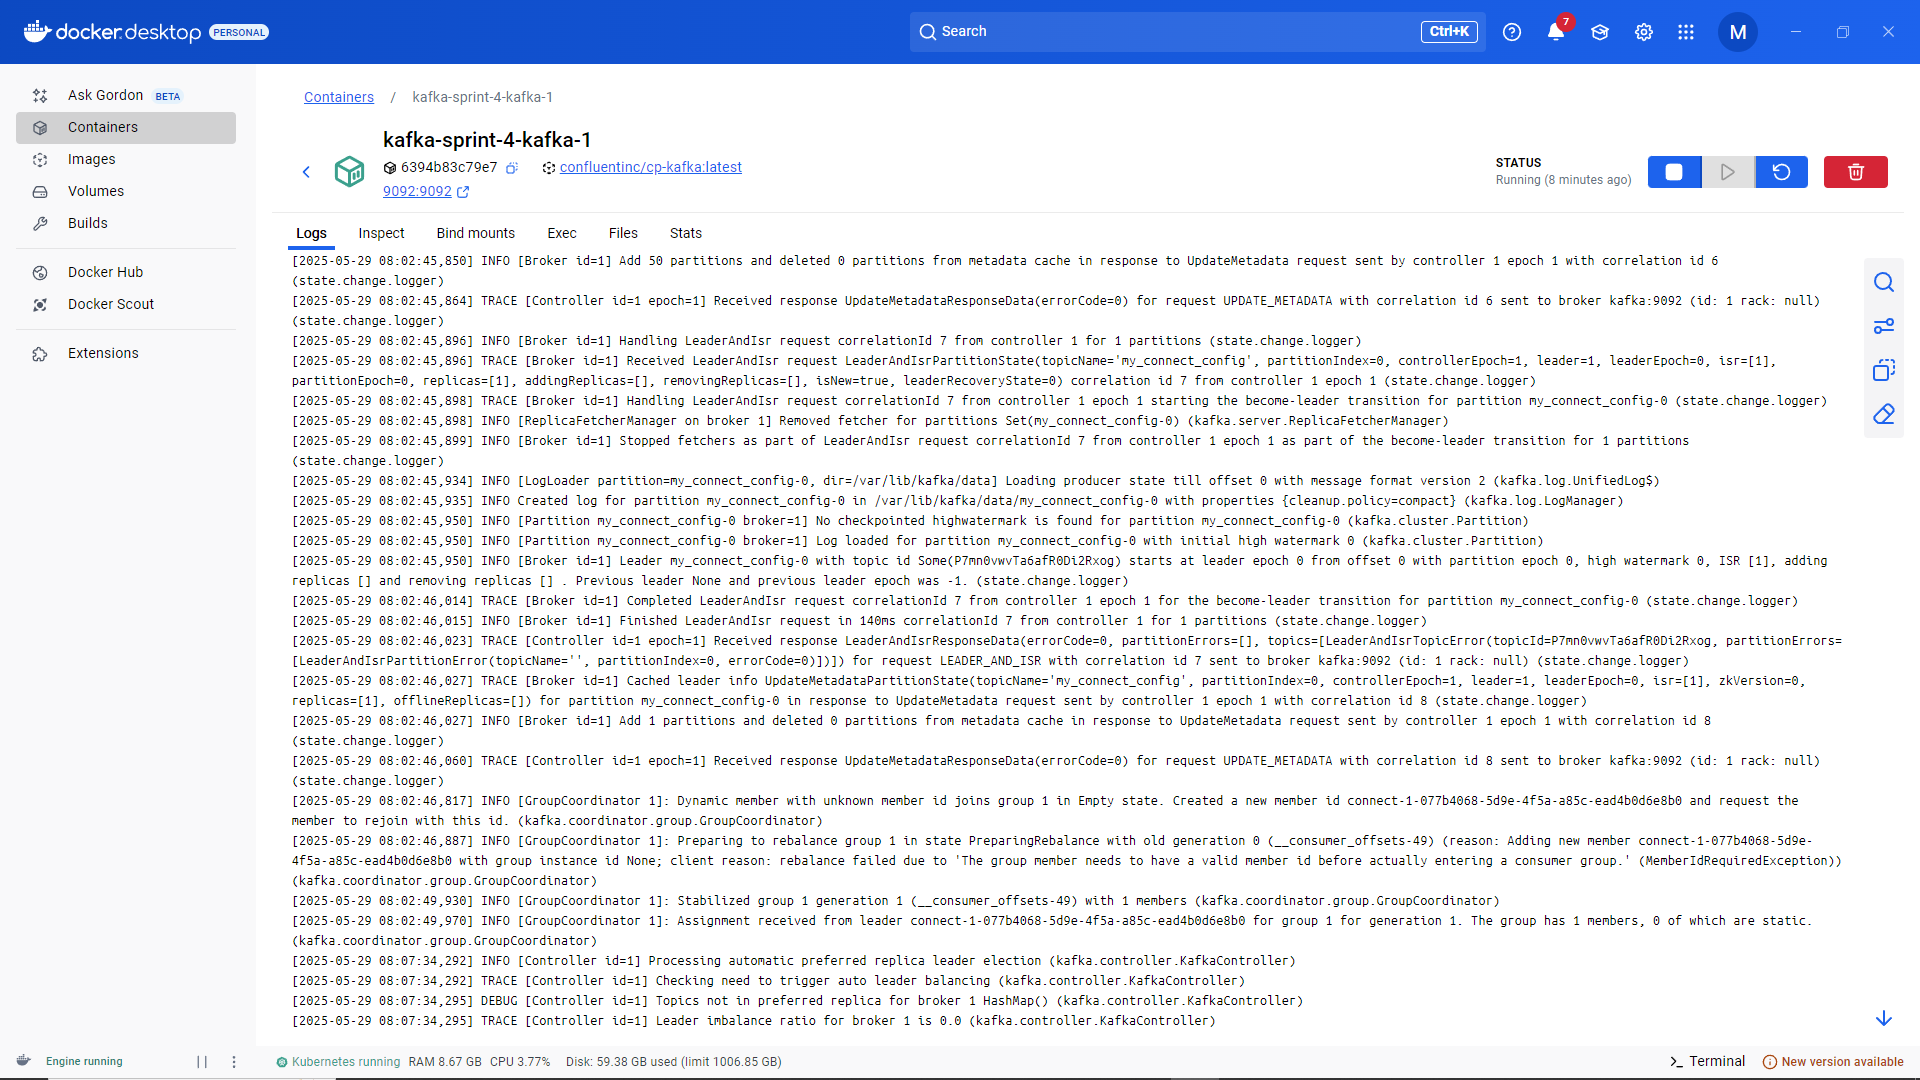 docker.desktop PERSONAL
Search
Ctrl+K
7
M
Ask Gordon BETA
Containers
Images
Volumes
Builds
Docker Hub
Docker Scout
Extensions
Containers / kafka-sprint-4-kafka-1
kafka-sprint-4-kafka-1
6394b83c79e7 confluentinc/cp-kafka:latest
9092:9092
STATUS
Running (8 minutes ago)
Logs Inspect Bind mounts Exec Files Stats
[2025-05-29 08:02:45,850] INFO [Broker id=1] Add 50 partitions and deleted 0 partitions from metadata cache in response to UpdateMetadata request sent by controller 1 epoch 1 with correlation id 6
(state.change.logger)
[2025-05-29 08:02:45,864] TRACE [Controller id=1 epoch=1] Received response UpdateMetadataResponseData(errorCode=0) for request UPDATE_METADATA with correlation id 6 sent to broker kafka:9092 (id: 1 rack: null)
(state.change.logger)
[2025-05-29 08:02:45,896] INFO [Broker id=1] Handling LeaderAndIsr request correlationId 7 from controller 1 for 1 partitions (state.change.logger)
[2025-05-29 08:02:45,896] TRACE [Broker id=1] Received LeaderAndIsr request LeaderAndIsrPartitionState(topicName='my_connect_config', partitionIndex=0, controllerEpoch=1, leader=1, leaderEpoch=0, isr=[1],
partitionEpoch=0, replicas=[1], addingReplicas=[], removingReplicas=[], isNew=true, leaderRecoveryState=0) correlation id 7 from controller 1 epoch 1 (state.change.logger)
[2025-05-29 08:02:45,898] TRACE [Broker id=1] Handling LeaderAndIsr request correlationId 7 from controller 1 epoch 1 starting the become-leader transition for partition my_connect_config-0 (state.change.logger)
[2025-05-29 08:02:45,898] INFO [ReplicaFetcherManager on broker 1] Removed fetcher for partitions Set(my_connect_config-0) (kafka.server.ReplicaFetcherManager)
[2025-05-29 08:02:45,899] INFO [Broker id=1] Stopped fetchers as part of LeaderAndIsr request correlationId 7 from controller 1 epoch 1 as part of the become-leader transition for 1 partitions
(state.change.logger)
[2025-05-29 08:02:45,934] INFO [LogLoader partition=my_connect_config-0, dir=/var/lib/kafka/data] Loading producer state till offset 0 with message format version 2 (kafka.log.UnifiedLog$)
[2025-05-29 08:02:45,935] INFO Created log for partition my_connect_config-0 in /var/lib/kafka/data/my_connect_config-0 with properties {cleanup.policy=compact} (kafka.log.LogManager)
[2025-05-29 08:02:45,950] INFO [Partition my_connect_config-0 broker=1] No checkpointed highwatermark is found for partition my_connect_config-0 (kafka.cluster.Partition)
[2025-05-29 08:02:45,950] INFO [Partition my_connect_config-0 broker=1] Log loaded for partition my_connect_config-0 with initial high watermark 0 (kafka.cluster.Partition)
[2025-05-29 08:02:45,950] INFO [Broker id=1] Leader my_connect_config-0 with topic id Some(P7mn0vwvTa6afR0Di2Rxog) starts at leader epoch 0 from offset 0 with partition epoch 0, high watermark 0, ISR [1], adding
replicas [] and removing replicas [] . Previous leader None and previous leader epoch was -1. (state.change.logger)
[2025-05-29 08:02:46,014] TRACE [Broker id=1] Completed LeaderAndIsr request correlationId 7 from controller 1 epoch 1 for the become-leader transition for partition my_connect_config-0 (state.change.logger)
[2025-05-29 08:02:46,015] INFO [Broker id=1] Finished LeaderAndIsr request in 140ms correlationId 7 from controller 1 for 1 partitions (state.change.logger)
[2025-05-29 08:02:46,023] TRACE [Controller id=1 epoch=1] Received response LeaderAndIsrResponseData(errorCode=0, partitionErrors=[], topics=[LeaderAndIsrTopicError(topicId=P7mn0vwvTa6afR0Di2Rxog, partitionErrors=
[LeaderAndIsrPartitionError(topicName='', partitionIndex=0, errorCode=0)])]) for request LEADER_AND_ISR with correlation id 7 sent to broker kafka:9092 (id: 1 rack: null) (state.change.logger)
[2025-05-29 08:02:46,027] TRACE [Broker id=1] Cached leader info UpdateMetadataPartitionState(topicName='my_connect_config', partitionIndex=0, controllerEpoch=1, leader=1, leaderEpoch=0, isr=[1], zkVersion=0,
replicas=[1], offlineReplicas=[]) for partition my_connect_config-0 in response to UpdateMetadata request sent by controller 1 epoch 1 with correlation id 8 (state.change.logger)
[2025-05-29 08:02:46,027] INFO [Broker id=1] Add 1 partitions and deleted 0 partitions from metadata cache in response to UpdateMetadata request sent by controller 1 epoch 1 with correlation id 8
(state.change.logger)
[2025-05-29 08:02:46,060] TRACE [Controller id=1 epoch=1] Received response UpdateMetadataResponseData(errorCode=0) for request UPDATE_METADATA with correlation id 8 sent to broker kafka:9092 (id: 1 rack: null)
(state.change.logger)
[2025-05-29 08:02:46,817] INFO [GroupCoordinator 1]: Dynamic member with unknown member id joins group 1 in Empty state. Created a new member id connect-1-077b4068-5d9e-4f5a-a85c-ead4b0d6e8b0 and request the
member to rejoin with this id. (kafka.coordinator.group.GroupCoordinator)
[2025-05-29 08:02:46,887] INFO [GroupCoordinator 1]: Preparing to rebalance group 1 in state PreparingRebalance with old generation 0 (__consumer_offsets-49) (reason: Adding new member connect-1-077b4068-5d9e-
4f5a-a85c-ead4b0d6e8b0 with group instance id None; client reason: rebalance failed due to 'The group member needs to have a valid member id before actually entering a consumer group.' (MemberIdRequiredException))
(kafka.coordinator.group.GroupCoordinator)
[2025-05-29 08:02:49,930] INFO [GroupCoordinator 1]: Stabilized group 1 generation 1 (__consumer_offsets-49) with 1 members (kafka.coordinator.group.GroupCoordinator)
[2025-05-29 08:02:49,970] INFO [GroupCoordinator 1]: Assignment received from leader connect-1-077b4068-5d9e-4f5a-a85c-ead4b0d6e8b0 for group 1 for generation 1. The group has 1 members, 0 of which are static.
(kafka.coordinator.group.GroupCoordinator)
[2025-05-29 08:07:34,292] INFO [Controller id=1] Processing automatic preferred replica leader election (kafka.controller.KafkaController)
[2025-05-29 08:07:34,292] TRACE [Controller id=1] Checking need to trigger auto leader balancing (kafka.controller.KafkaController)
[2025-05-29 08:07:34,295] DEBUG [Controller id=1] Topics not in preferred replica for broker 1 HashMap() (kafka.controller.KafkaController)
[2025-05-29 08:07:34,295] TRACE [Controller id=1] Leader imbalance ratio for broker 1 is 0.0 (kafka.controller.KafkaController)
Engine running
Kubernetes running RAM 8.67 GB CPU 3.77% Disk: 59.38 GB used (limit 1006.85 GB)
Terminal
New version available